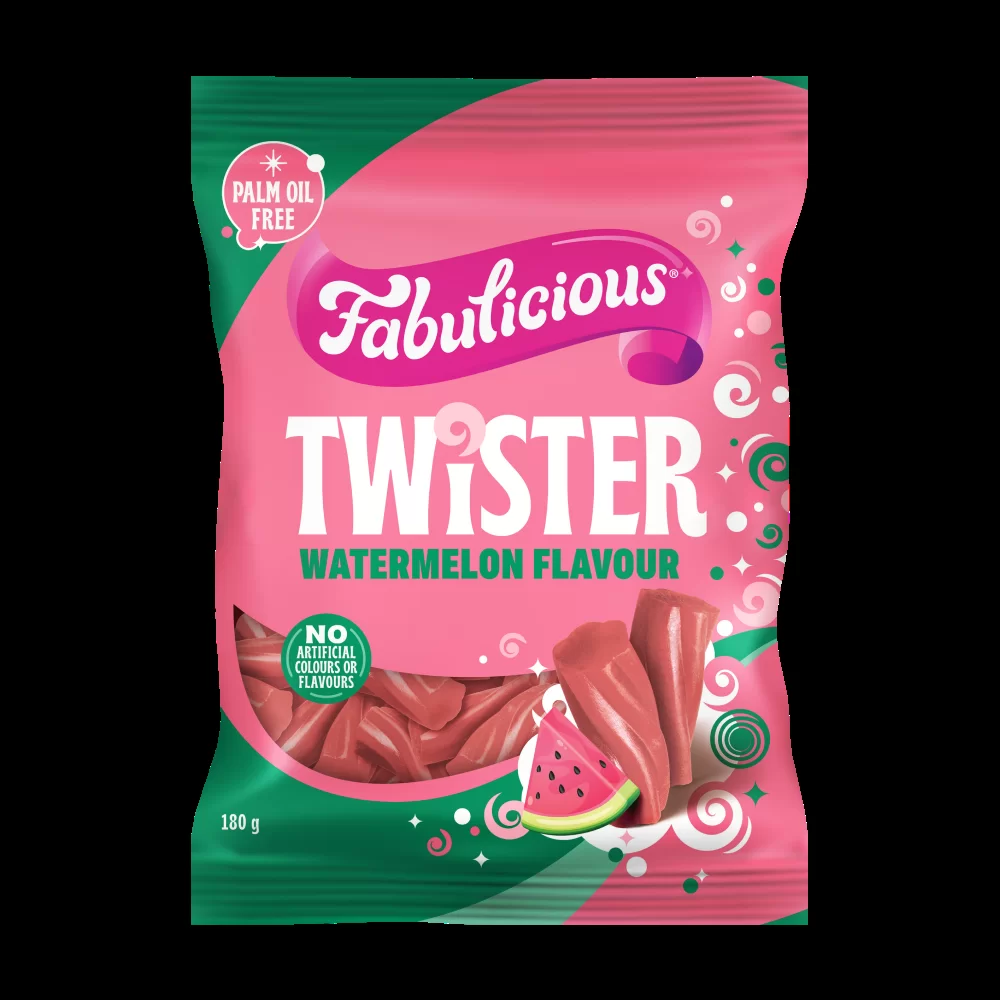 PALM OIL
FREE
Fabulicious®
TWiSTER
WATERMELON FLAVOUR
NO
ARTIFICIAL
COLOURS OR
FLAVOURS
180 g